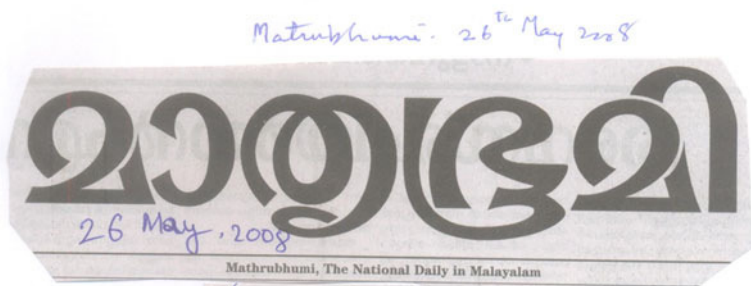 Matrubhumi. 26th May 2008
മാതൃഭൂമി
26 May, 2008
Mathrubhumi, The National Daily in Malayalam